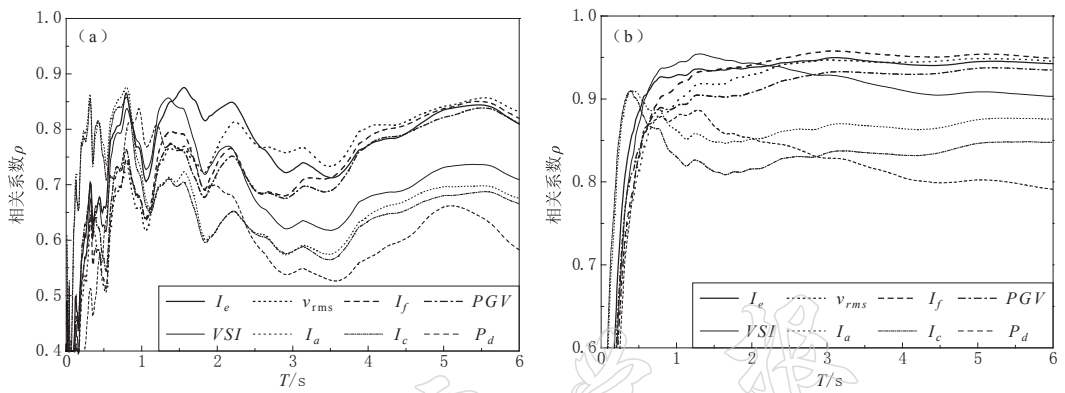 （a）
1.0
0.9
0.8
0.7
0.6
0.5
0.4
相关系数ρ
0 1 2 3 4 5 6
T/s
I_e v_rms I_f PGV
VSI I_a I_c P_d
（b）
1.0
0.9
0.8
0.7
0.6
相关系数ρ
0 1 2 3 4 5 6
T/s
I_e v_rms I_f PGV
VSI I_a I_c P_d